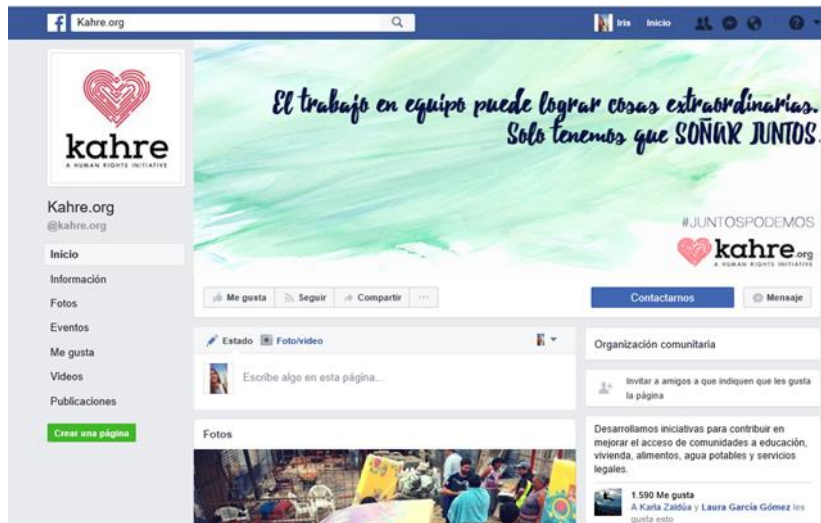 Kahre.org
Iris Inicio
kahre
A HUMAN RIGHTS INITIATIVE
El trabajo en equipo puede lograr cosas extraordinarias.
Solo tenemos que SOÑAR JUNTOS.
#JUNTOSPODEMOS
kahre.org
A HUMAN RIGHTS INITIATIVE
Kahre.org
@kahre.org
Inicio
Información
Fotos
Eventos
Me gusta
Videos
Publicaciones
Crear una página
Me gusta Seguir Compartir ...
Contactarnos Mensaje
Estado Foto/video
Escribe algo en esta página...
Fotos
Organización comunitaria
Invitar a amigos a que indiquen que les gusta
la página
Desarrollamos iniciativas para contribuir en
mejorar el acceso de comunidades a educación,
vivienda, alimentos, agua potables y servicios
legales.
1.590 Me gusta
A Karla Zaldúa y Laura García Gómez les
gusta esto